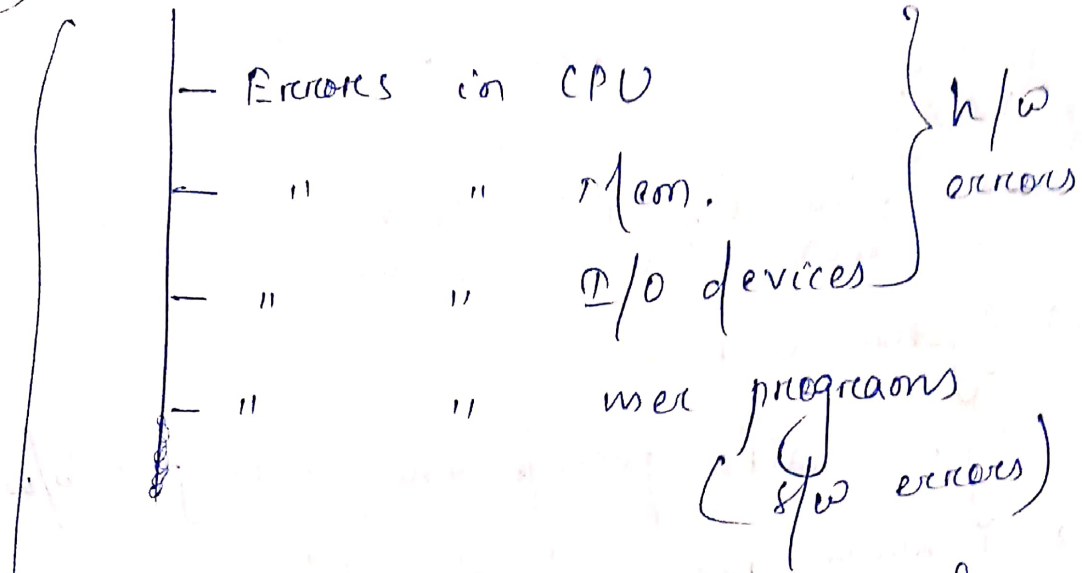 — Errors in CPU
— " " Mem.
— " " I/O devices
h/w
errors
— " " user programs
(s/w errors)